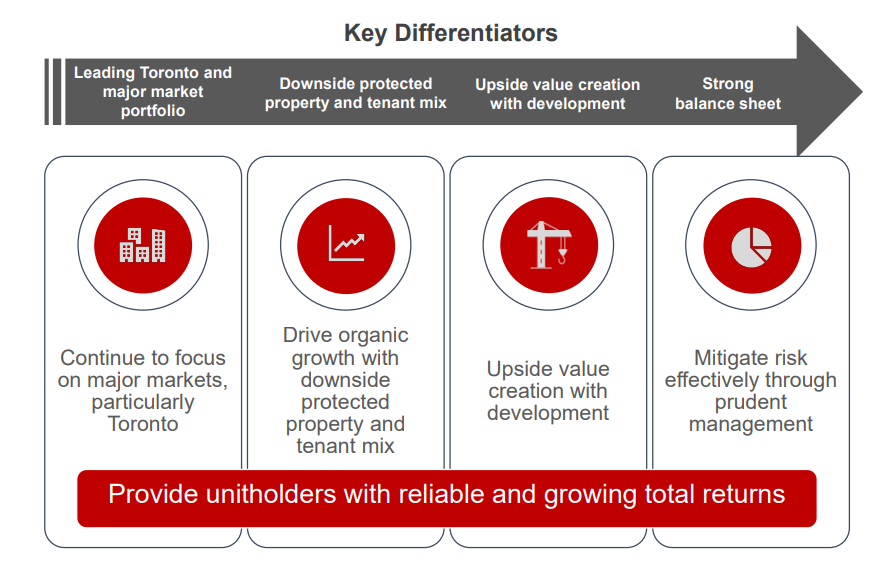 Key Differentiators
Leading Toronto and
major market
portfolio
Downside protected
property and tenant mix
Upside value creation
with development
Strong
balance sheet
Continue to focus
on major markets,
particularly
Toronto
Drive organic
growth with
downside
protected
property and
tenant mix
Upside value
creation with
development
Mitigate risk
effectively through
prudent
management
Provide unitholders with reliable and growing total returns